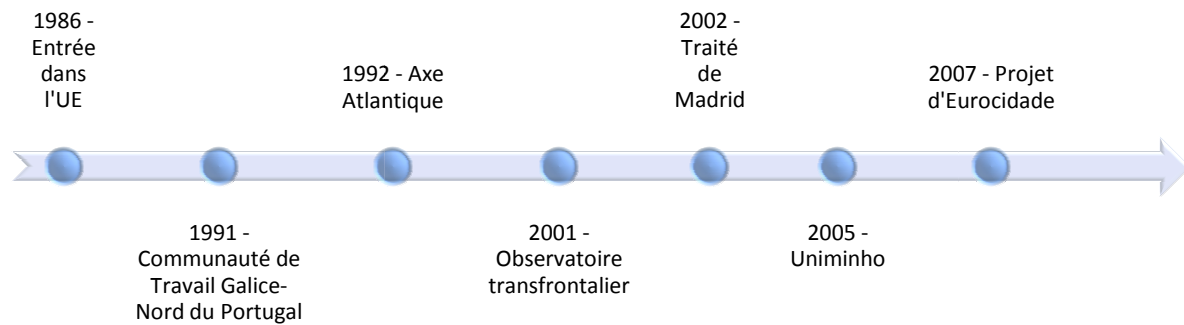 1986 -
Entrée
dans
l'UE
1991 -
Communauté de
Travail Galice-
Nord du Portugal
1992 - Axe
Atlantique
2001 -
Observatoire
transfrontalier
2002 -
Traité
de
Madrid
2005 -
Uniminho
2007 - Projet
d'Eurocidade